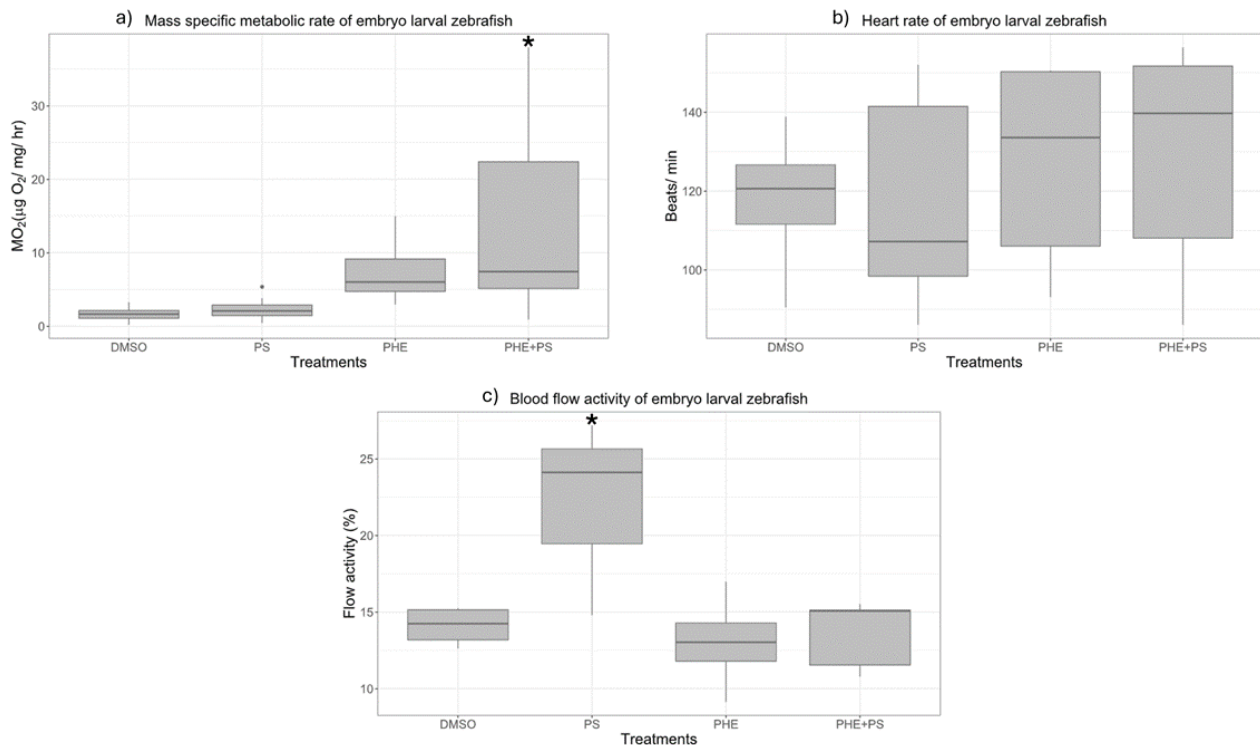 a) Mass specific metabolic rate of embryo larval zebrafish
*
MO₂(µg O₂/ mg/ hr)
30
20
10
0
DMSO PS PHE PHE+PS
Treatments
b) Heart rate of embryo larval zebrafish
Beats/ min
140
120
100
DMSO PS PHE PHE+PS
Treatments
c) Blood flow activity of embryo larval zebrafish
*
Flow activity (%)
25
20
15
10
DMSO PS PHE PHE+PS
Treatments